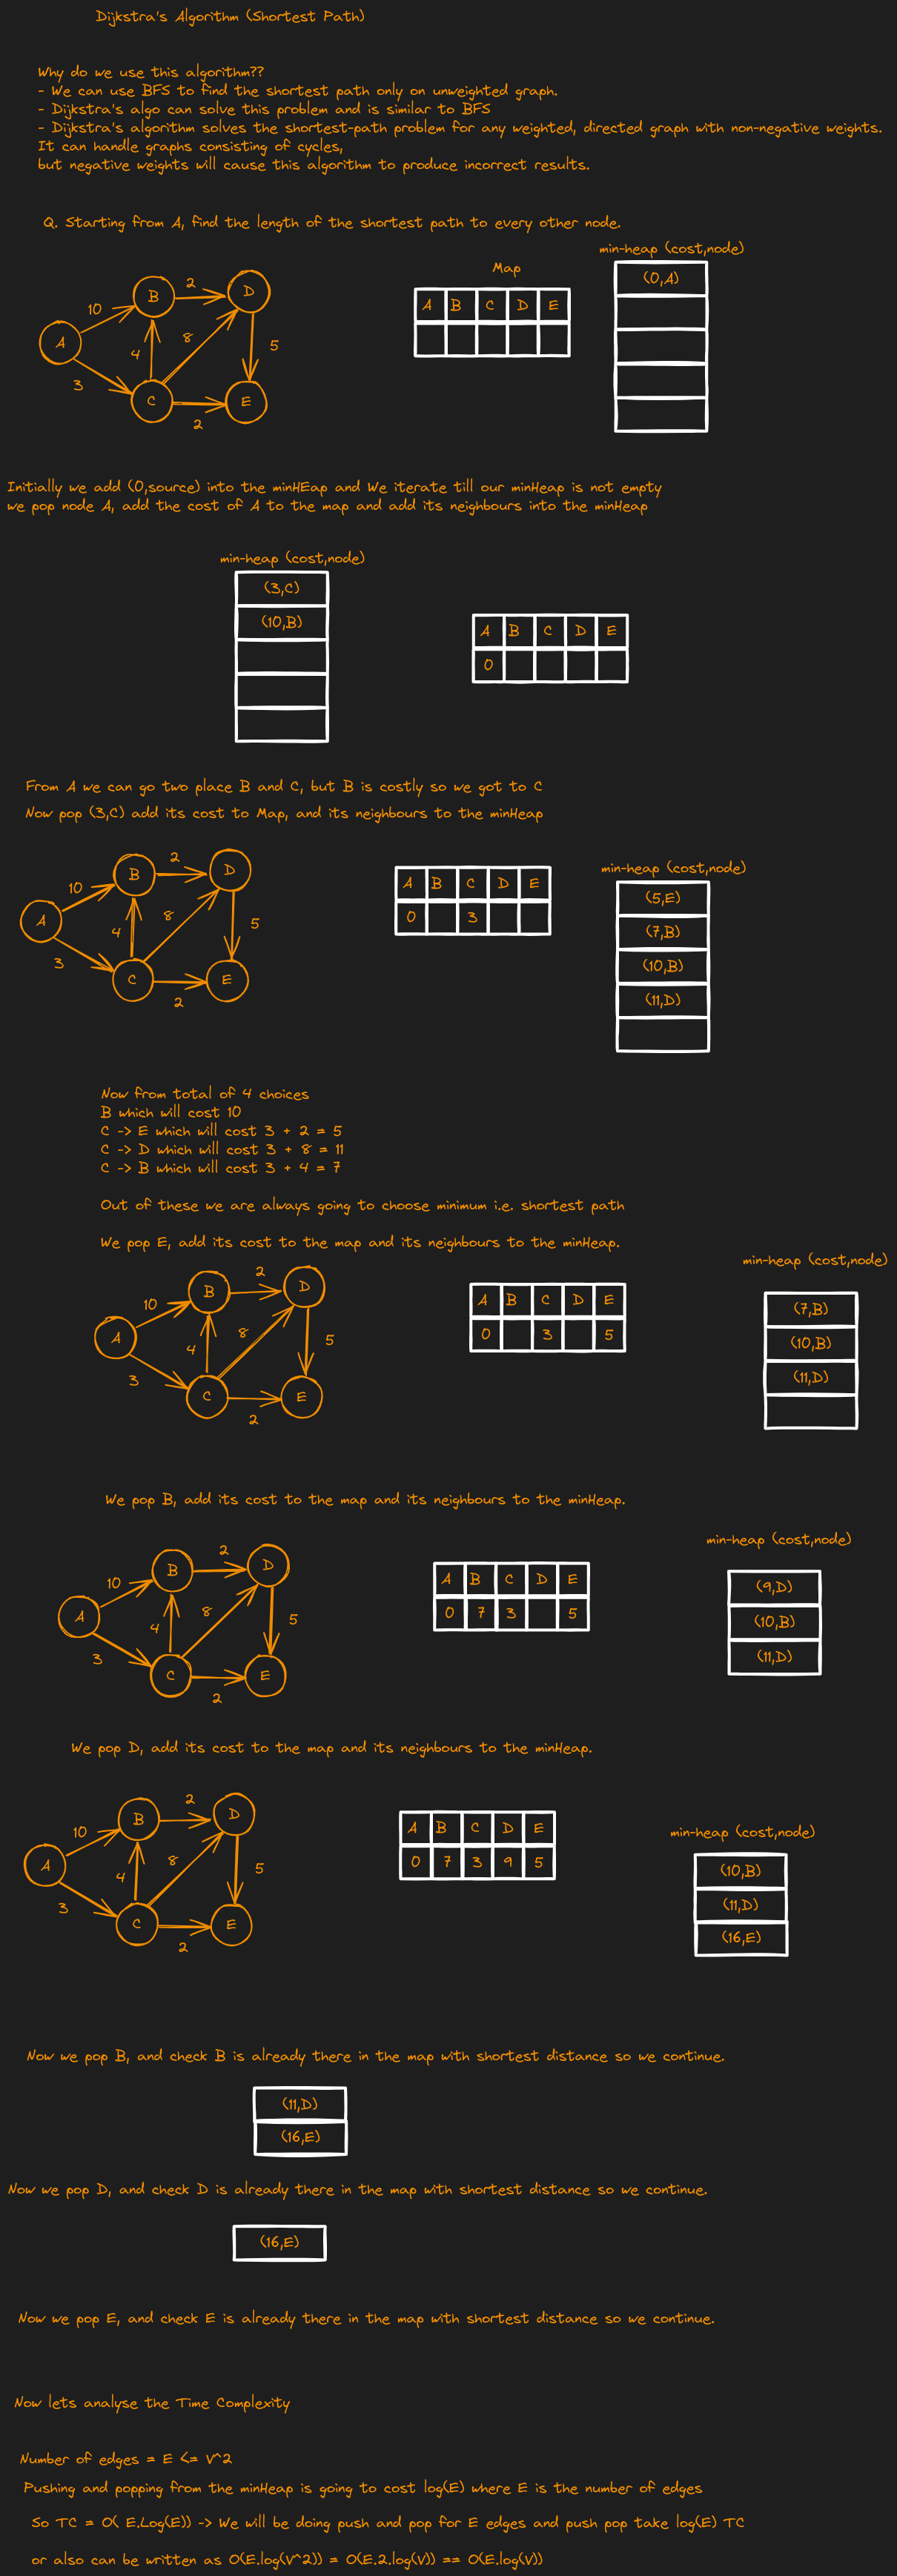 Dijkstra's Algorithm (Shortest Path)
Why do we use this algorithm??
- We can use BFS to find the shortest path only on unweighted graph.
- Dijkstra's algo can solve this problem and is similar to BFS
- Dijkstra's algorithm solves the shortest-path problem for any weighted, directed graph with non-negative weights.
It can handle graphs consisting of cycles,
but negative weights will cause this algorithm to produce incorrect results.
Q. Starting from A, find the length of the shortest path to every other node.
min-heap (cost,node)
Map
(0,A)
A B C D E
A
B
C
D
E
10
3
4
2
8
2
5
Initially we add (0,source) into the minHEap and We iterate till our minHeap is not empty
we pop node A, add the cost of A to the map and add its neighbours into the minHeap
min-heap (cost,node)
(3,C)
(10,B)
A B C D E
0
From A we can go two place B and C, but B is costly so we got to C
Now pop (3,C) add its cost to Map, and its neighbours to the minHeap
A
B
C
D
E
10
3
4
2
8
2
5
A B C D E
0 3
min-heap (cost,node)
(5,E)
(7,B)
(10,B)
(11,D)
Now from total of 4 choices
B which will cost 10
C -> E which will cost 3 + 2 = 5
C -> D which will cost 3 + 8 = 11
C -> B which will cost 3 + 4 = 7
Out of these we are always going to choose minimum i.e. shortest path
We pop E, add its cost to the map and its neighbours to the minHeap.
A
B
C
D
E
10
3
4
2
8
2
5
A B C D E
0 3 5
min-heap (cost,node)
(7,B)
(10,B)
(11,D)
We pop B, add its cost to the map and its neighbours to the minHeap.
A
B
C
D
E
10
3
4
2
8
2
5
A B C D E
0 7 3 5
min-heap (cost,node)
(9,D)
(10,B)
(11,D)
We pop D, add its cost to the map and its neighbours to the minHeap.
A
B
C
D
E
10
3
4
2
8
2
5
A B C D E
0 7 3 9 5
min-heap (cost,node)
(10,B)
(11,D)
(16,E)
Now we pop B, and check B is already there in the map with shortest distance so we continue.
(11,D)
(16,E)
Now we pop D, and check D is already there in the map with shortest distance so we continue.
(16,E)
Now we pop E, and check E is already there in the map with shortest distance so we continue.
Now lets analyse the Time Complexity
Number of edges = E <= V^2
Pushing and popping from the minHeap is going to cost log(E) where E is the number of edges
So TC = O( E.Log(E)) -> We will be doing push and pop for E edges and push pop take log(E) TC
or also can be written as O(E.log(V^2)) = O(E.2.log(V)) == O(E.log(V))